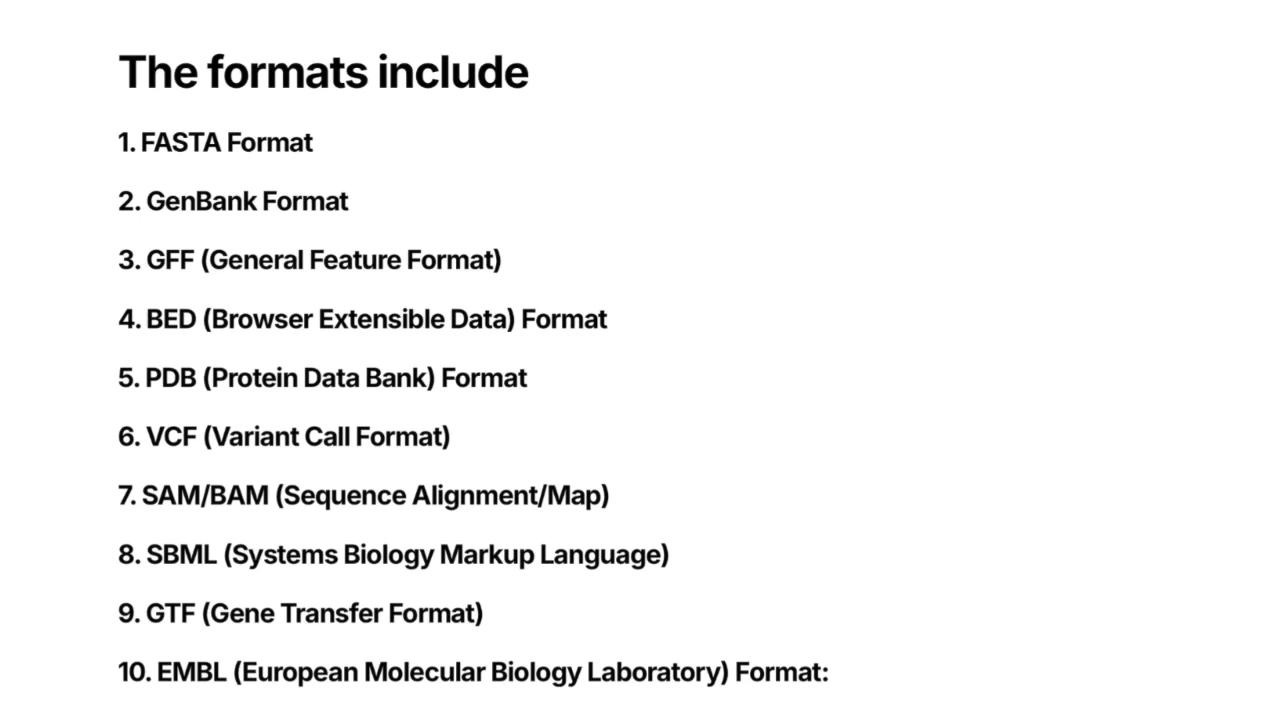 The formats include
1. FASTA Format
2. GenBank Format
3. GFF (General Feature Format)
4. BED (Browser Extensible Data) Format
5. PDB (Protein Data Bank) Format
6. VCF (Variant Call Format)
7. SAM/BAM (Sequence Alignment/Map)
8. SBML (Systems Biology Markup Language)
9. GTF (Gene Transfer Format)
10. EMBL (European Molecular Biology Laboratory) Format: